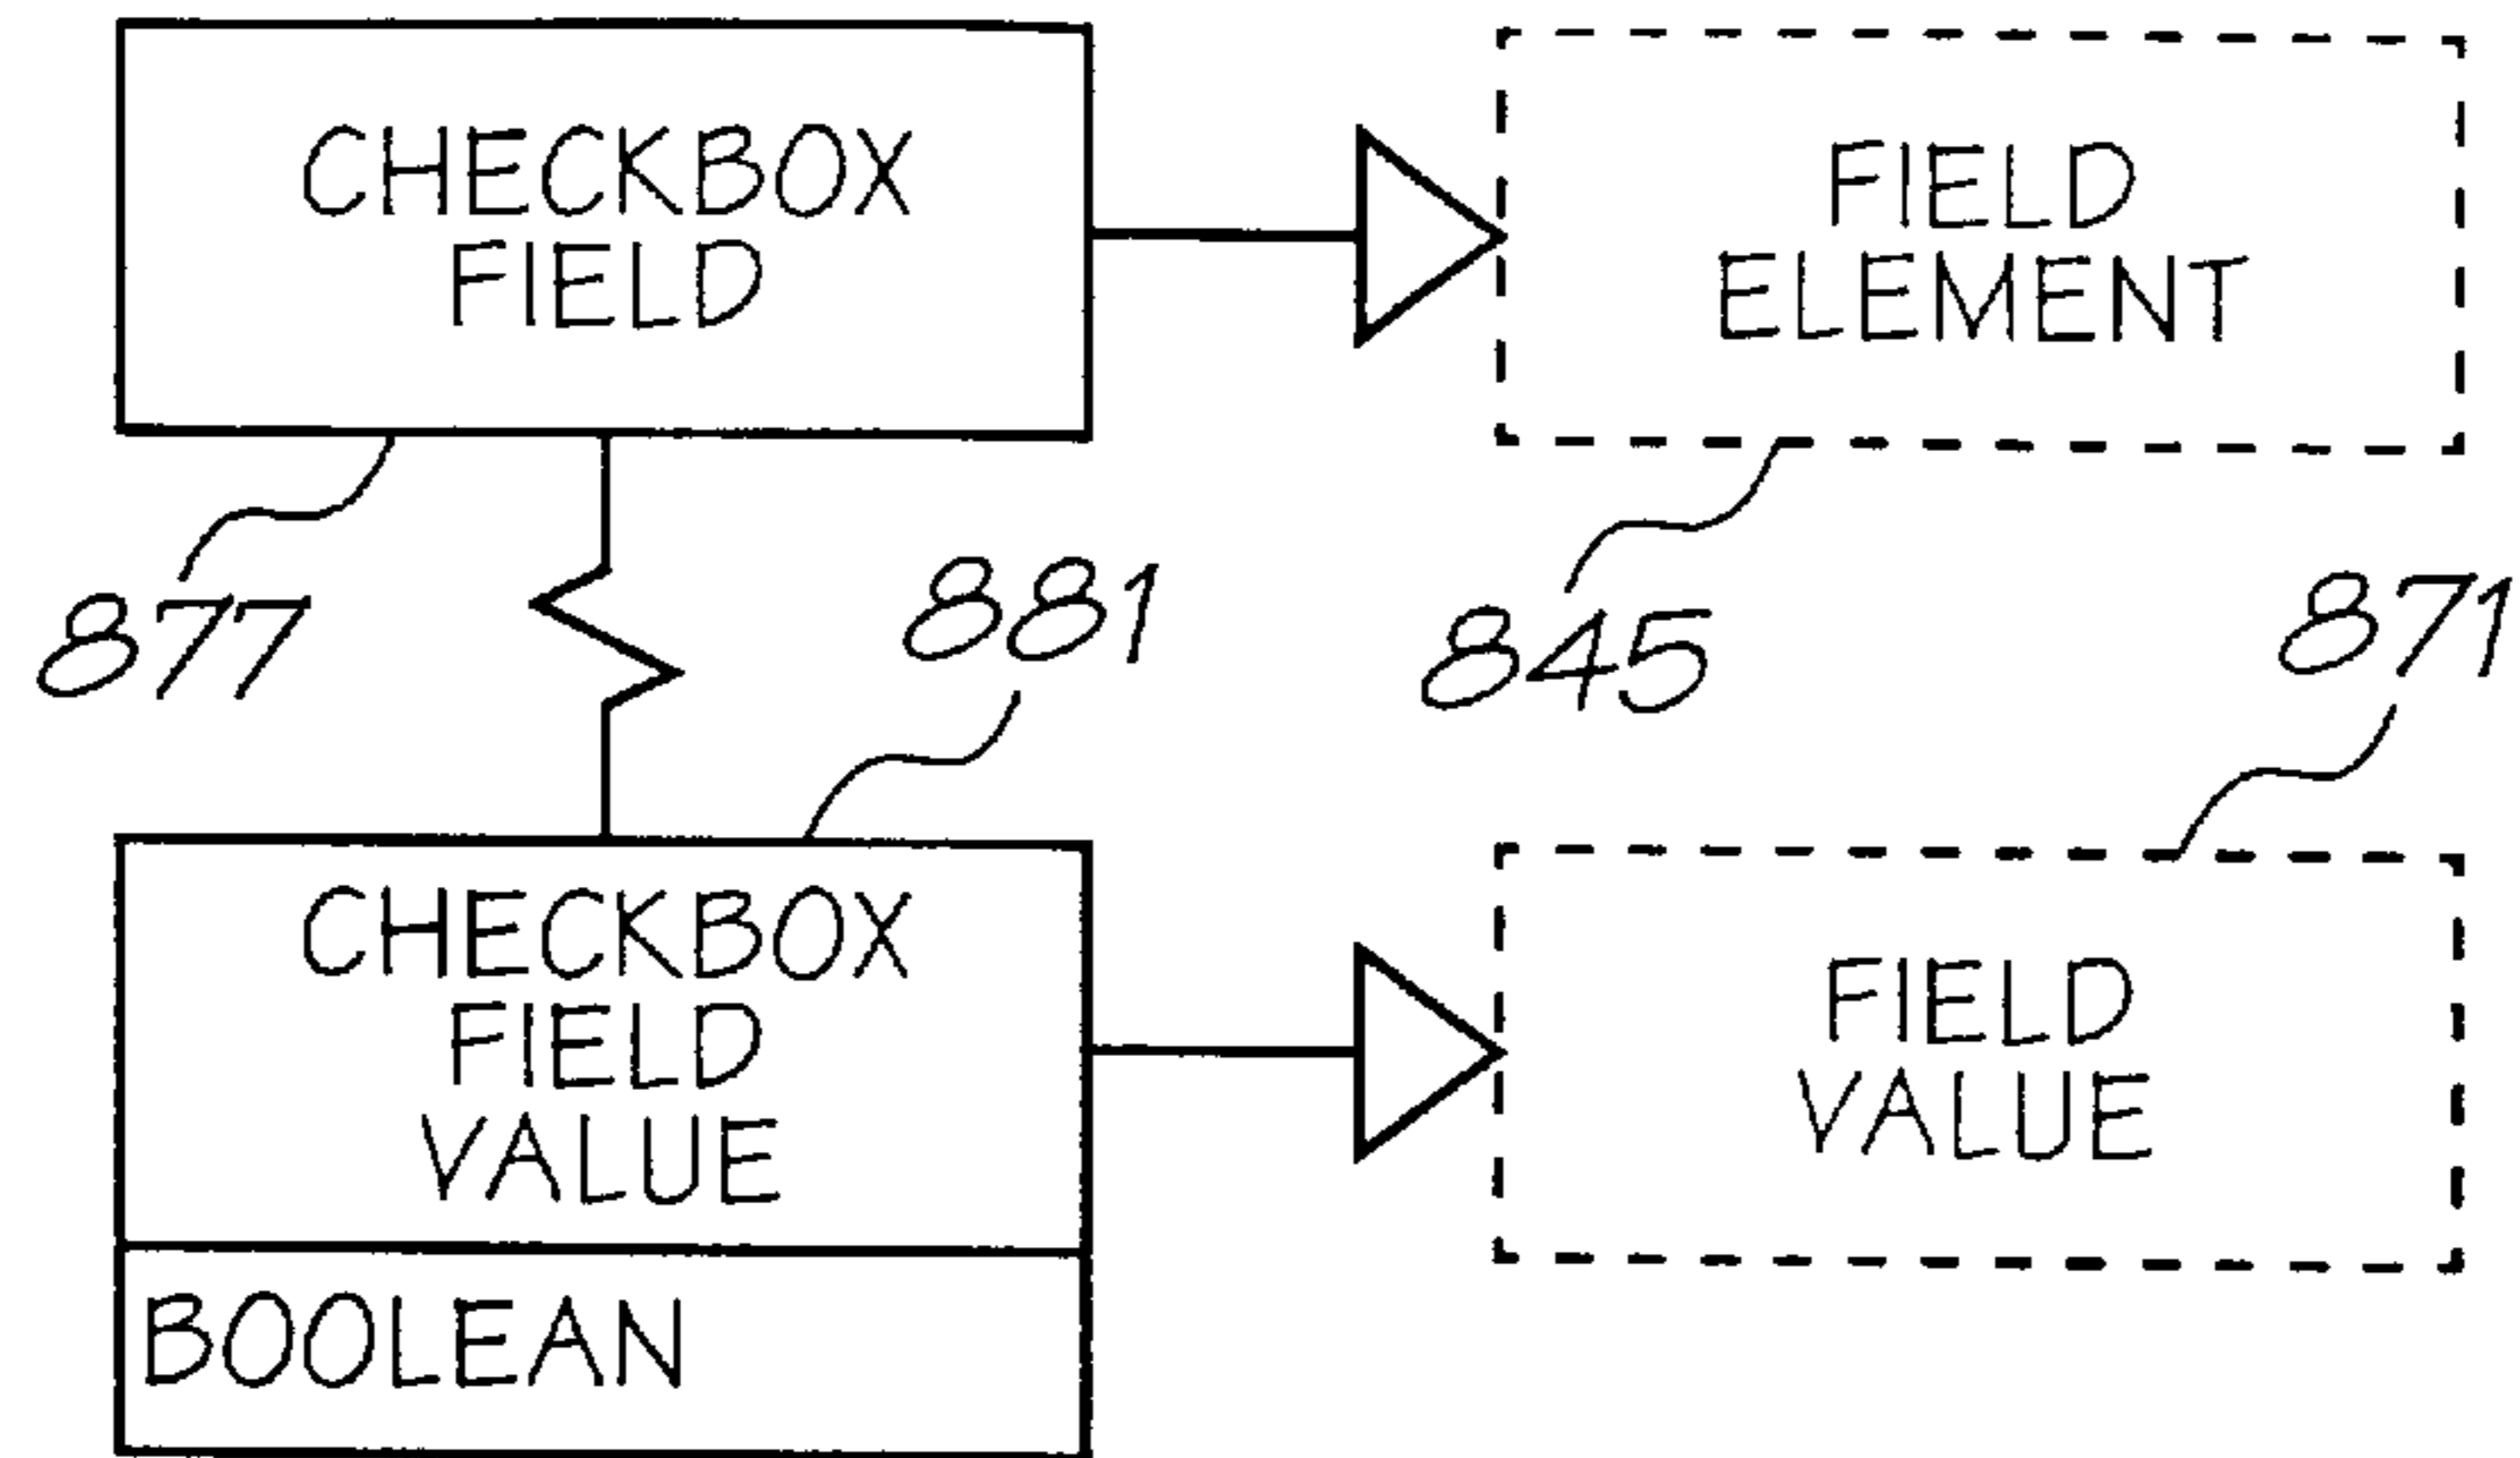 CHECKBOX
FIELD
FIELD
ELEMENT
877
881
845
871
CHECKBOX
FIELD
VALUE
FIELD
VALUE
BOOLEAN